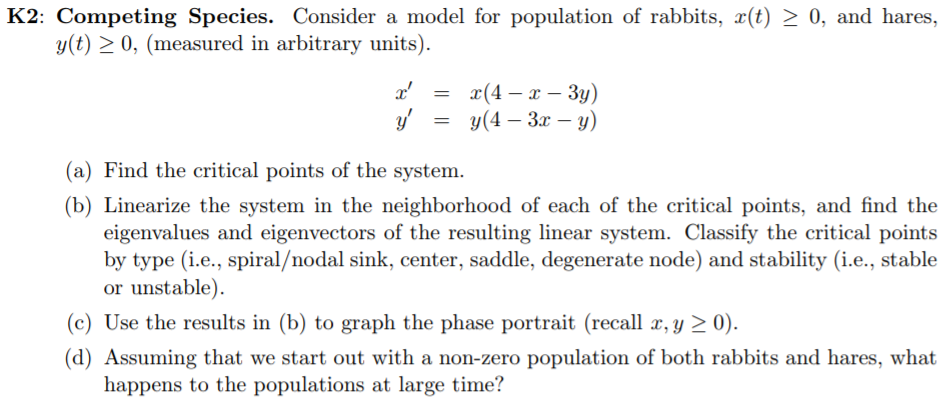 K2: Competing Species. Consider a model for population of rabbits, x(t) ≥ 0, and hares,
y(t) ≥ 0, (measured in arbitrary units).
x′ = x(4 − x − 3y)
y′ = y(4 − 3x − y)
(a) Find the critical points of the system.
(b) Linearize the system in the neighborhood of each of the critical points, and find the
eigenvalues and eigenvectors of the resulting linear system. Classify the critical points
by type (i.e., spiral/nodal sink, center, saddle, degenerate node) and stability (i.e., stable
or unstable).
(c) Use the results in (b) to graph the phase portrait (recall x, y ≥ 0).
(d) Assuming that we start out with a non-zero population of both rabbits and hares, what
happens to the populations at large time?